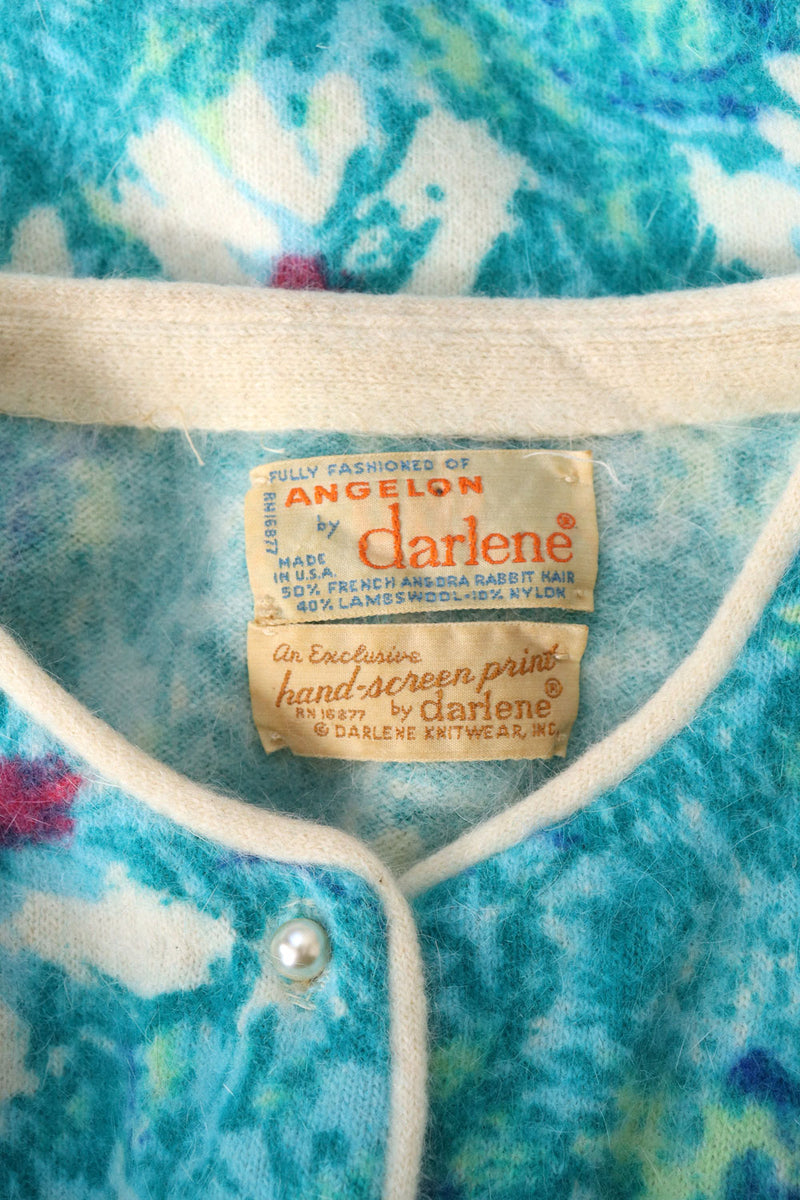 FULLY FASHIONED OF
RN16877
ANGELON
by
darlene®
MADE
IN U.S.A.
50% FRENCH ANGORA RABBIT HAIR
40% LAMBSWOOL-10% NYLON
An Exclusive
hand-screen print
RN 16877 by darlene®
© DARLENE KNITWEAR, INC.